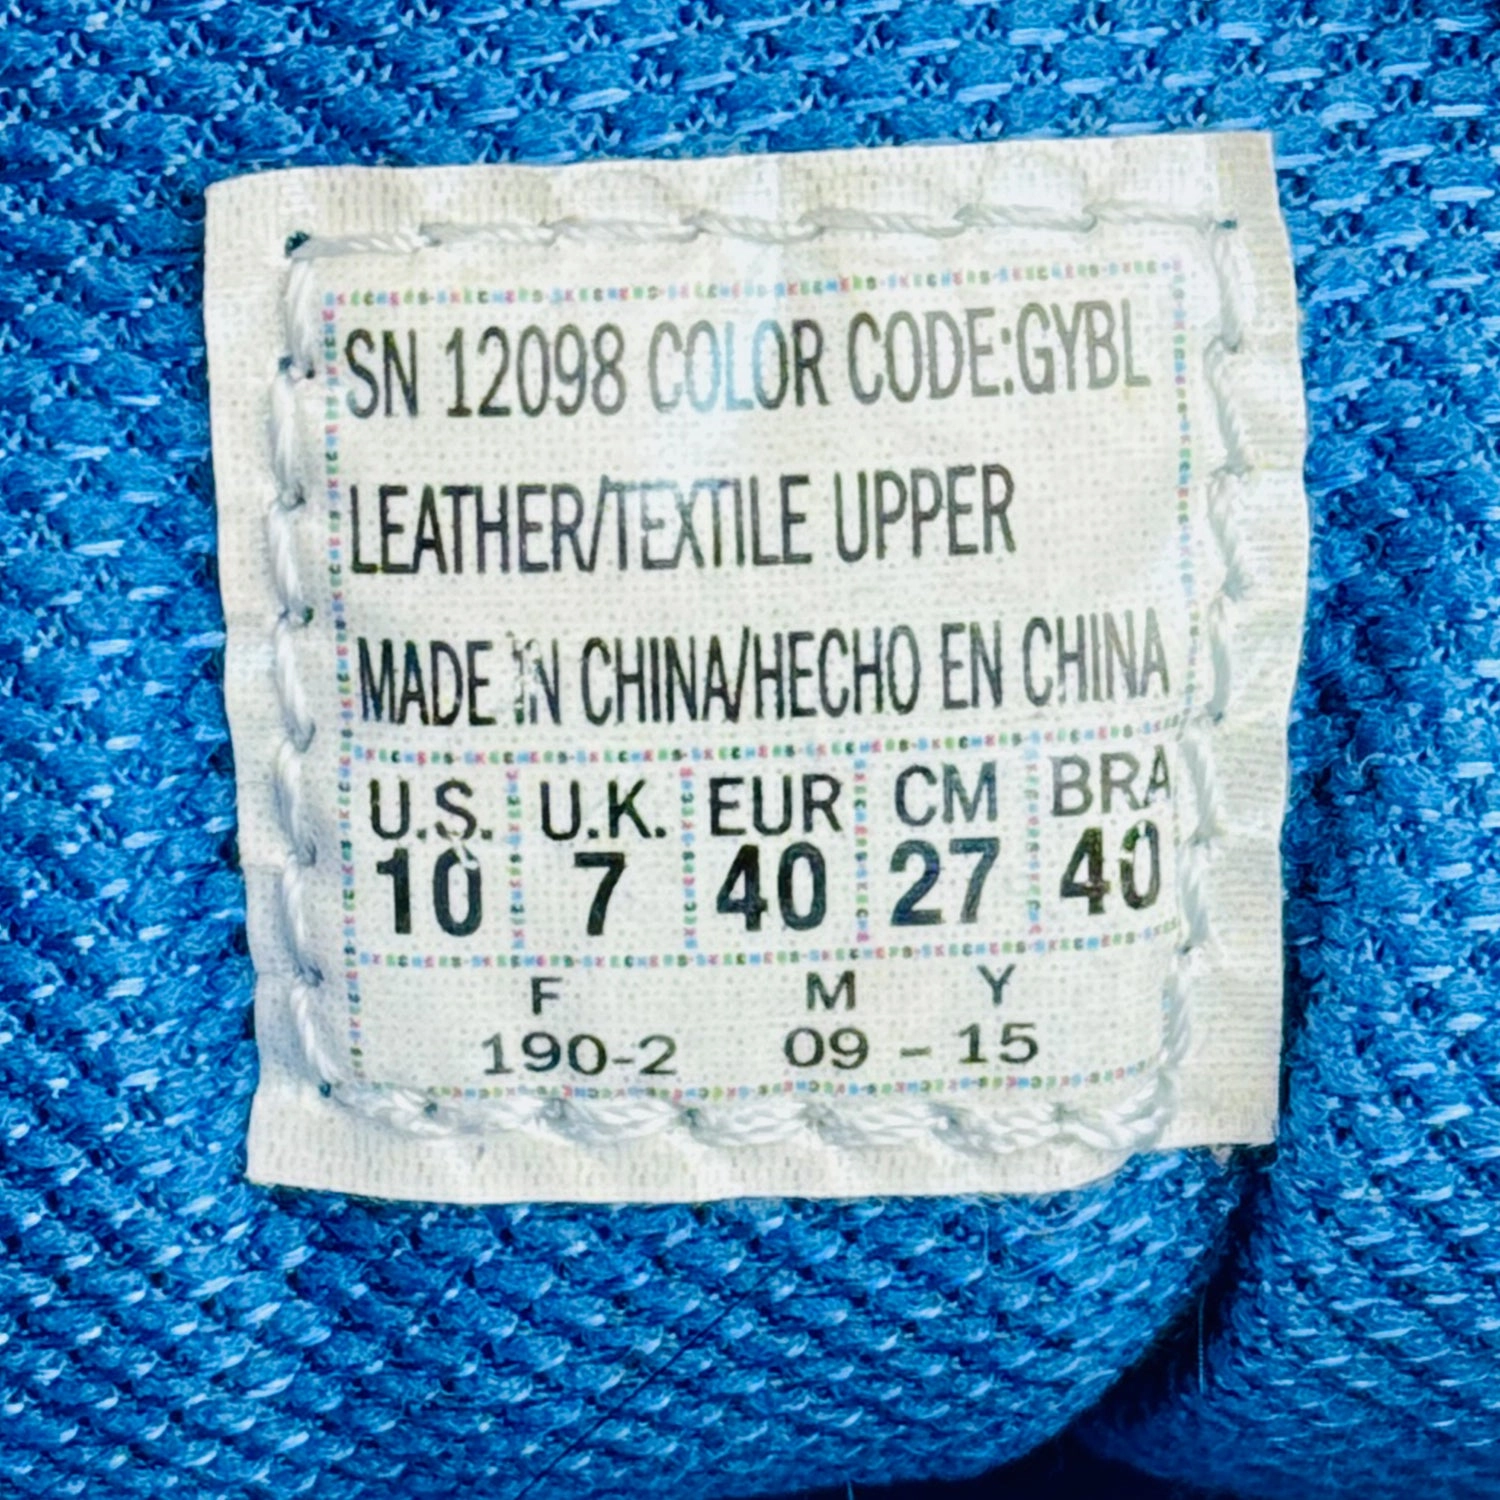 SN 12098 COLOR CODE:GYBL
LEATHER/TEXTILE UPPER
MADE IN CHINA/HECHO EN CHINA
U.S. U.K. EUR CM BRA
10 7 40 27 40
F M Y
190-2 09 - 15